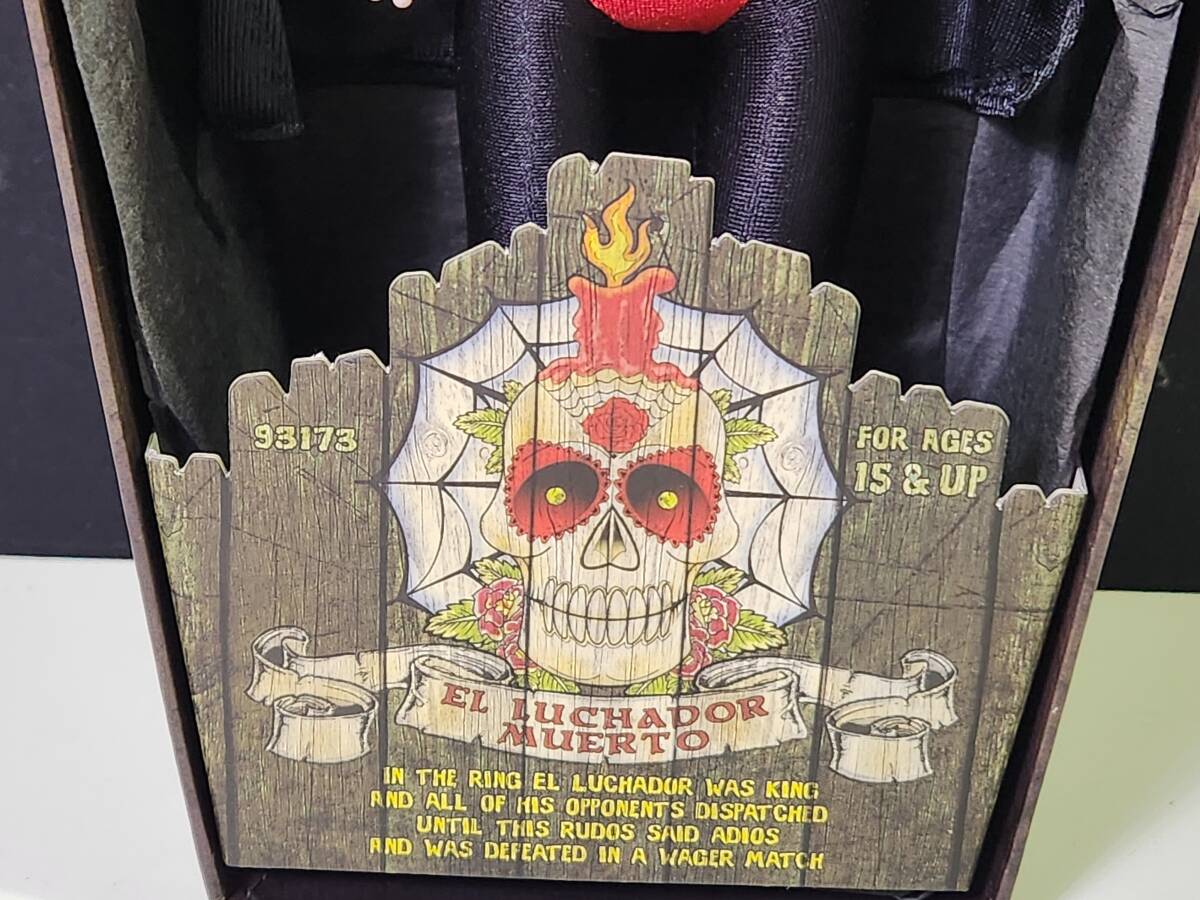 93173
FOR AGES
15 & UP
EL LUCHADOR
MUERTO
IN THE RING EL LUCHADOR WAS KING
AND ALL OF HIS OPPONENTS DISPATCHED
UNTIL THIS RUDOS SAID ADIOS
AND WAS DEFEATED IN A WAGER MATCH